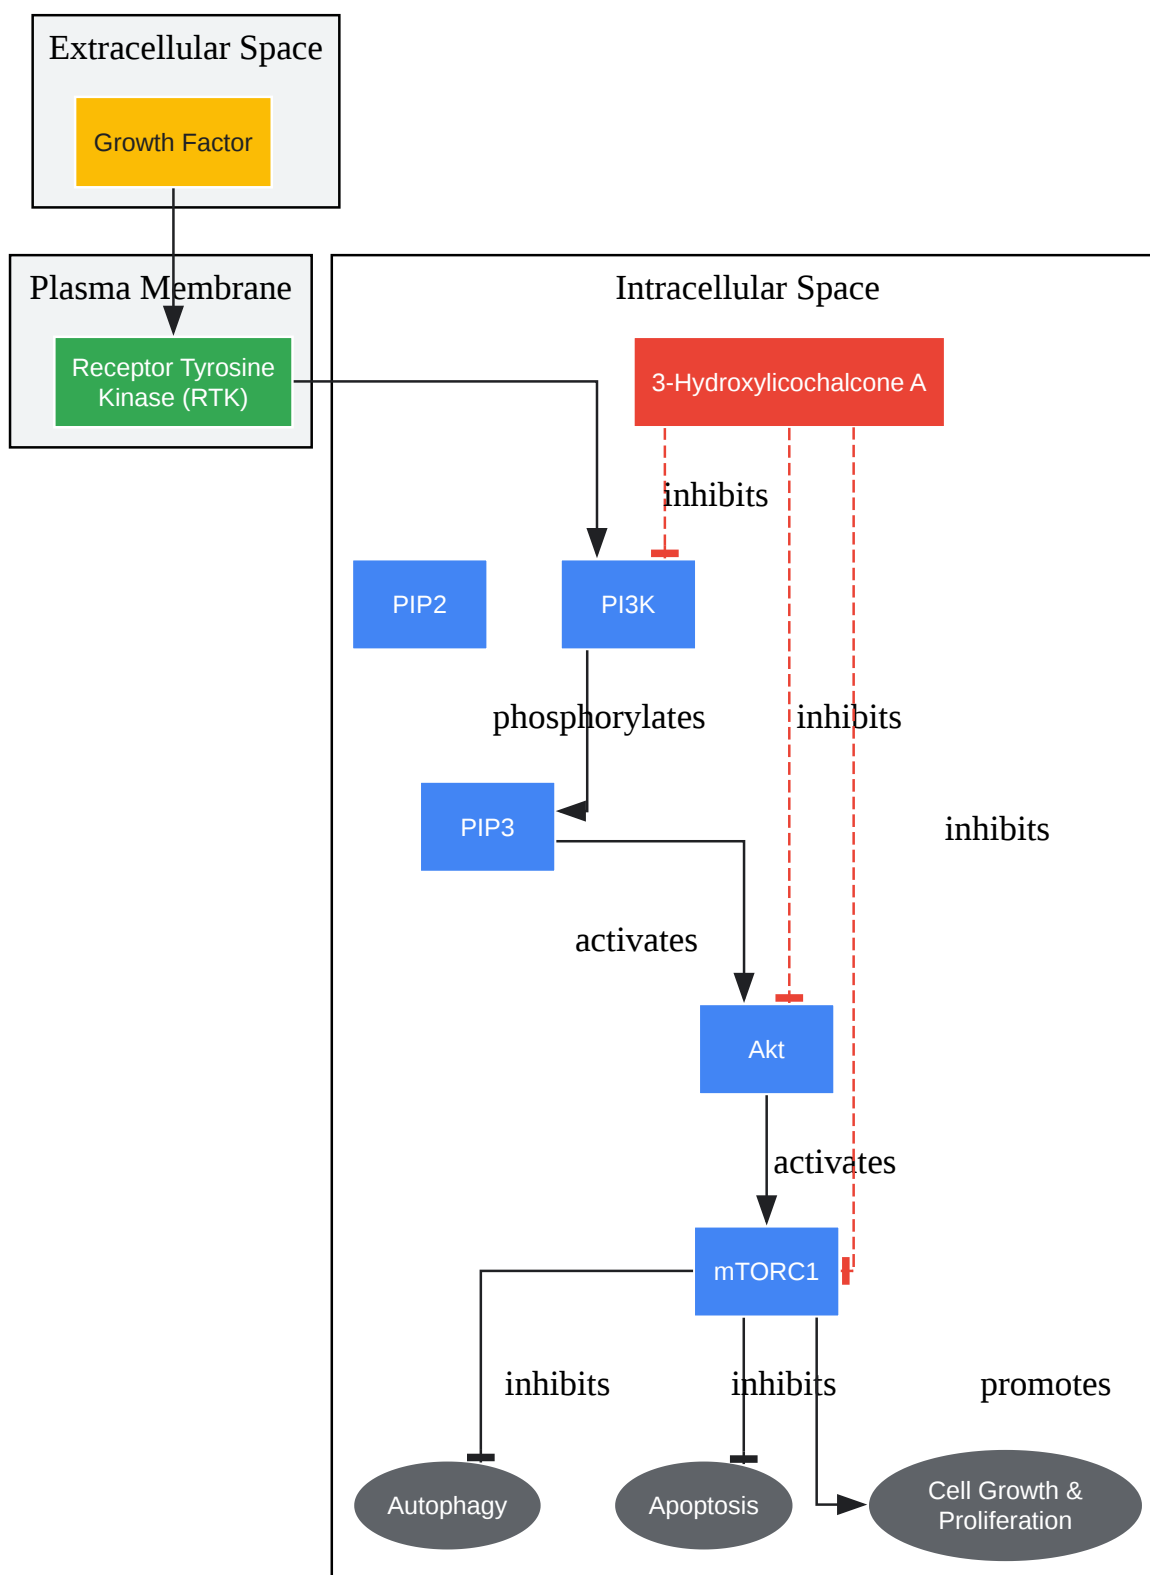 Extracellular Space
Growth Factor
Plasma Membrane
Intracellular Space
Receptor Tyrosine
Kinase (RTK)
3-Hydroxylicochalcone A
inhibits
PIP2
PI3K
phosphorylates
inhibits
PIP3
inhibits
activates
Akt
activates
mTORC1
inhibits
inhibits
promotes
Autophagy
Apoptosis
Cell Growth &
Proliferation